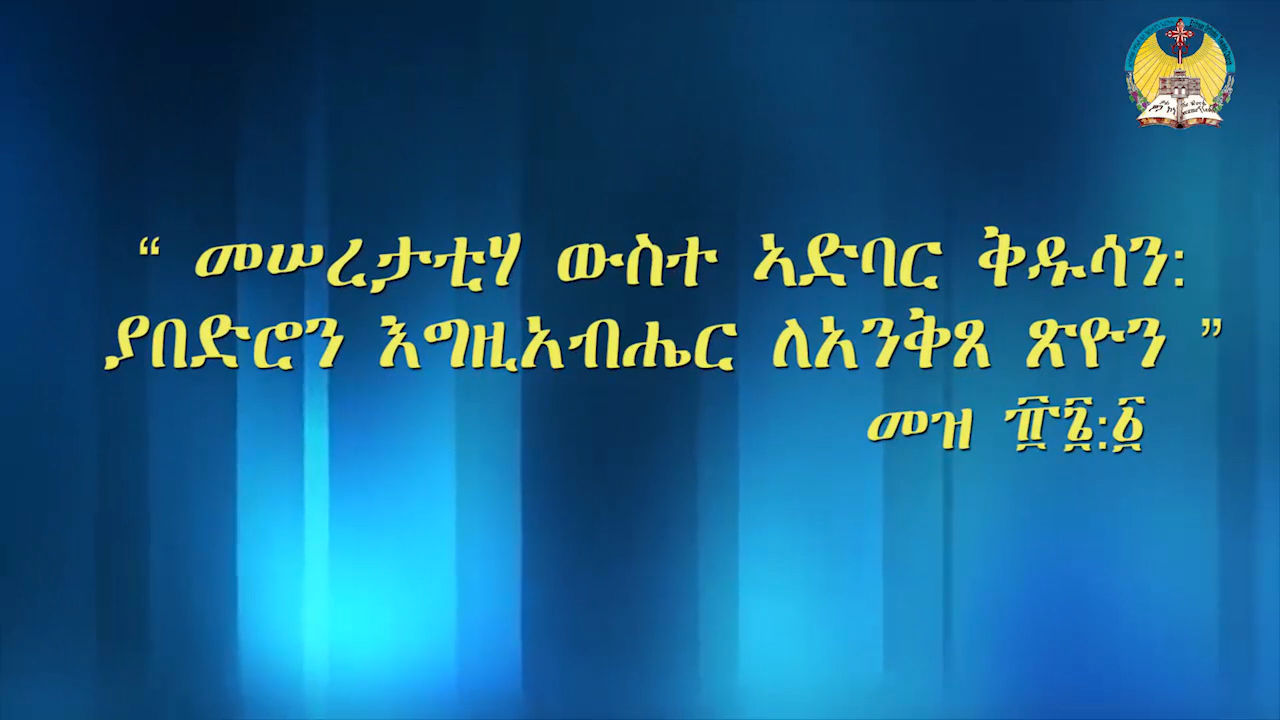 “ መሠረታቲሃ ውስተ ኣድባር ቅዱሳን:
ያበድሮን እግዚአብሔር ለአንቅጸ ጽዮን ”
መዝ ፹፮:፩